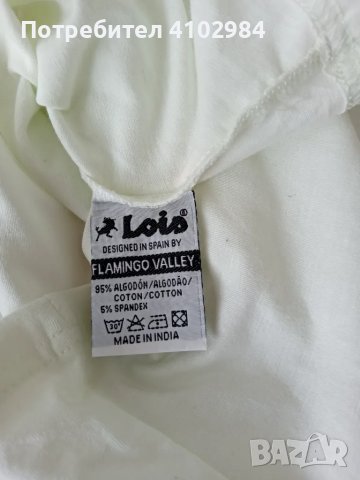 Потребител 4102984
Lois®
DESIGNED IN SPAIN BY
FLAMINGO VALLEY
95% ALGODÓN/ALGODÃO/
COTON/COTTON
5% SPANDEX
30°
MADE IN INDIA
BAZAR